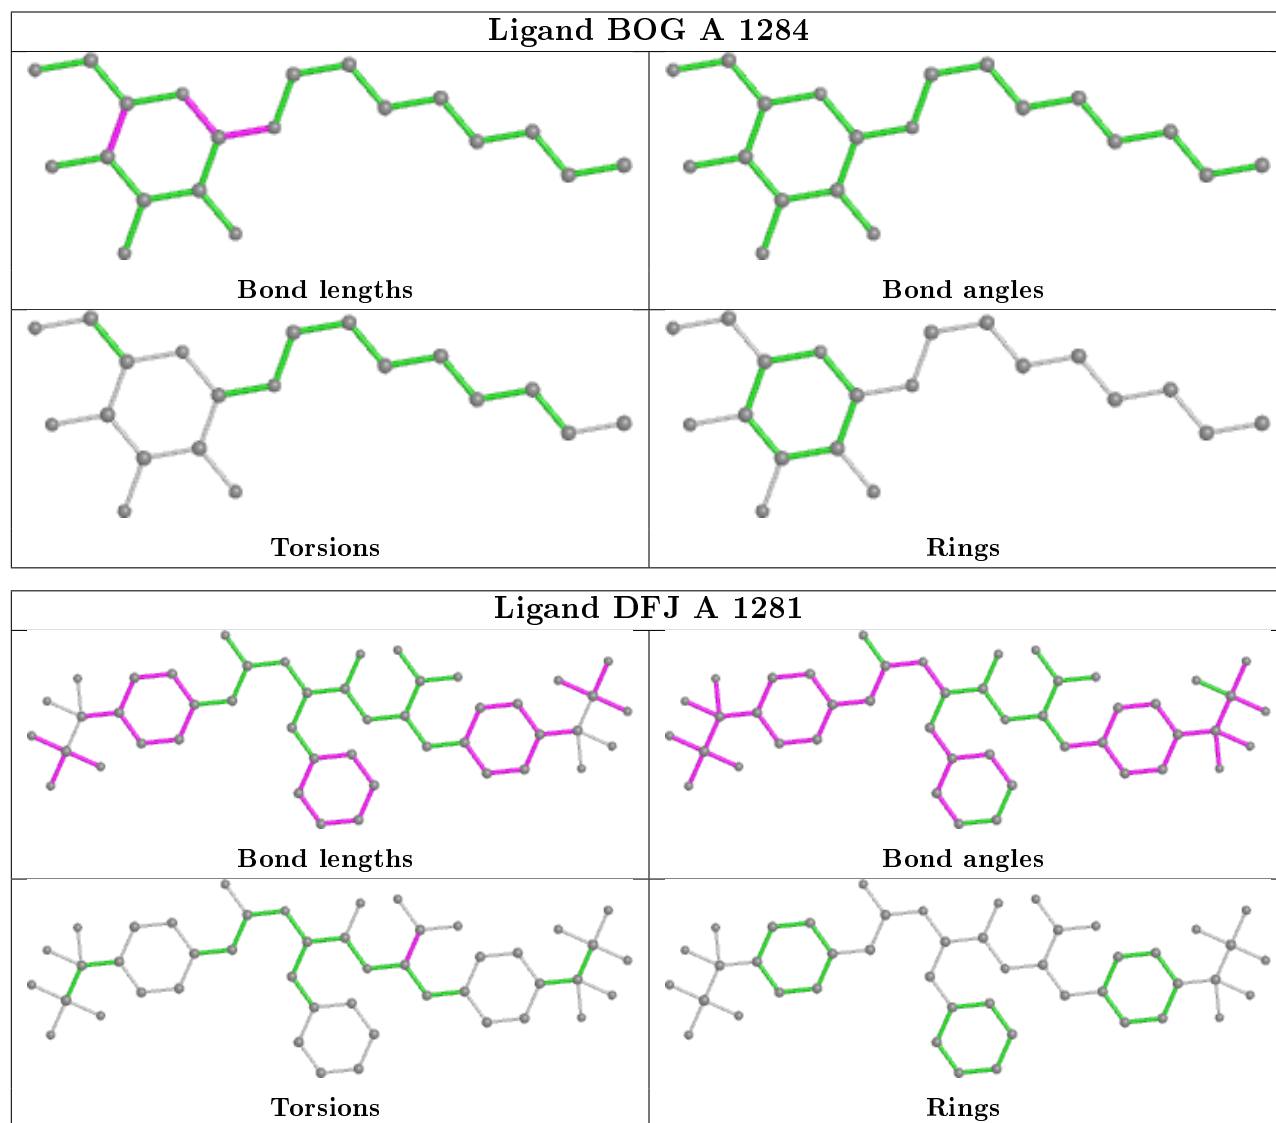 Ligand BOG A 1284
Bond lengths
Bond angles
Torsions
Rings
Ligand DFJ A 1281
Bond lengths
Bond angles
Torsions
Rings